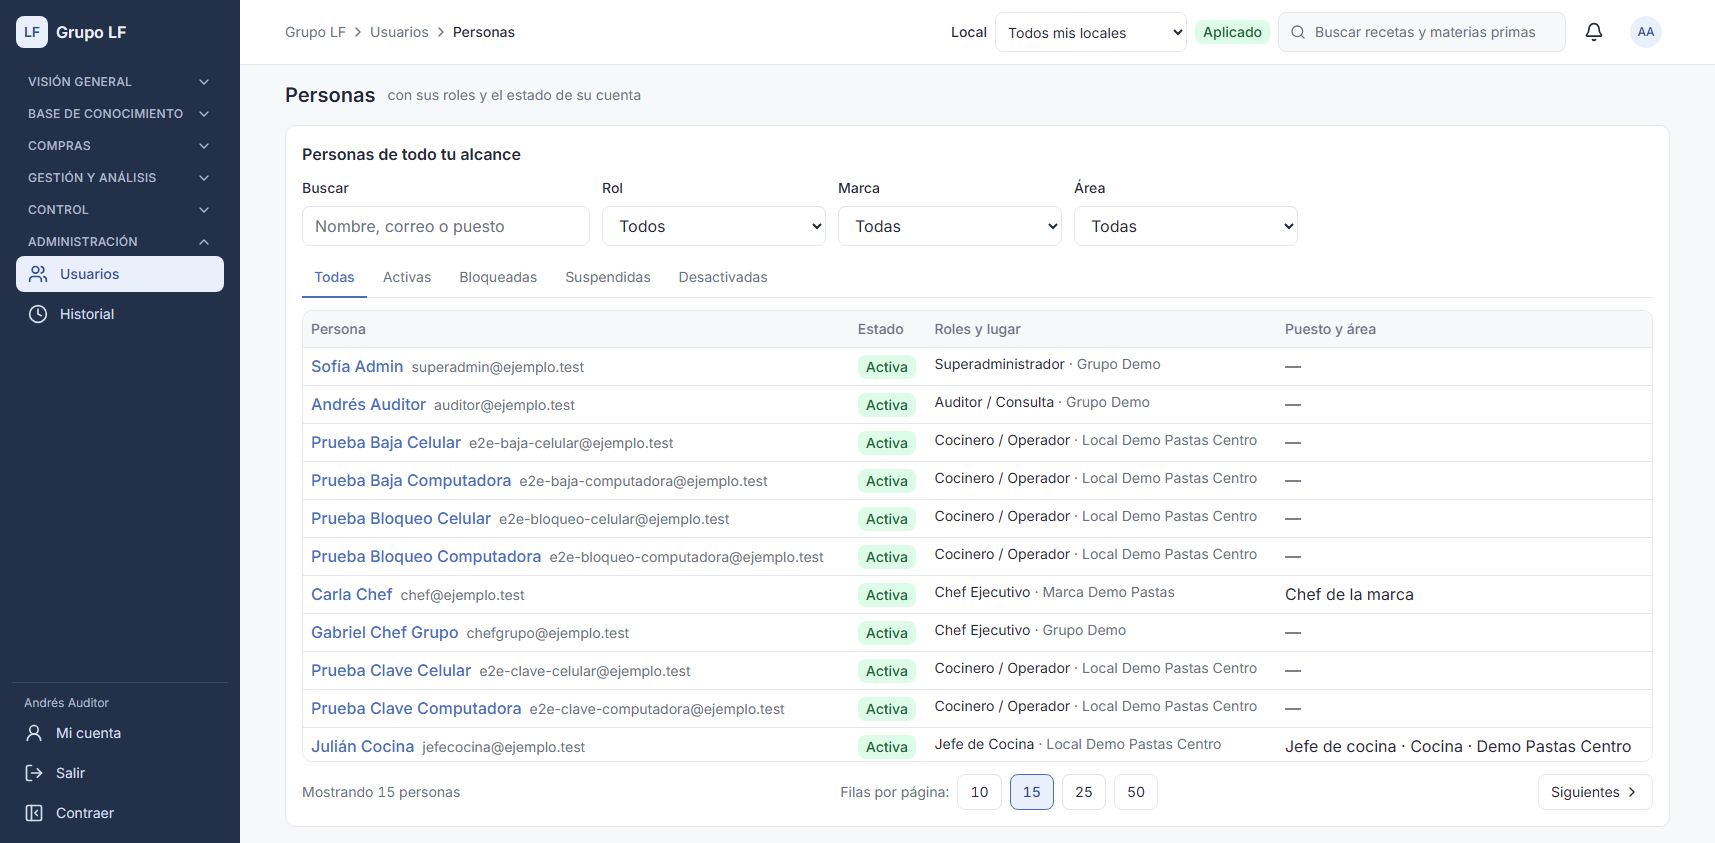 LF Grupo LF
VISIÓN GENERAL
BASE DE CONOCIMIENTO
COMPRAS
GESTIÓN Y ANÁLISIS
CONTROL
ADMINISTRACIÓN
Usuarios
Historial
Andrés Auditor
Mi cuenta
Salir
Contraer
Grupo LF > Usuarios > Personas
Local Todos mis locales Aplicado Buscar recetas y materias primas AA
Personas con sus roles y el estado de su cuenta
Personas de todo tu alcance
Buscar Rol Marca Área
Nombre, correo o puesto Todos Todas Todas
Todas Activas Bloqueadas Suspendidas Desactivadas
Persona Estado Roles y lugar Puesto y área
Sofía Admin superadmin@ejemplo.test Activa Superadministrador · Grupo Demo —
Andrés Auditor auditor@ejemplo.test Activa Auditor / Consulta · Grupo Demo —
Prueba Baja Celular e2e-baja-celular@ejemplo.test Activa Cocinero / Operador · Local Demo Pastas Centro —
Prueba Baja Computadora e2e-baja-computadora@ejemplo.test Activa Cocinero / Operador · Local Demo Pastas Centro —
Prueba Bloqueo Celular e2e-bloqueo-celular@ejemplo.test Activa Cocinero / Operador · Local Demo Pastas Centro —
Prueba Bloqueo Computadora e2e-bloqueo-computadora@ejemplo.test Activa Cocinero / Operador · Local Demo Pastas Centro —
Carla Chef chef@ejemplo.test Activa Chef Ejecutivo · Marca Demo Pastas Chef de la marca
Gabriel Chef Grupo chefgrupo@ejemplo.test Activa Chef Ejecutivo · Grupo Demo —
Prueba Clave Celular e2e-clave-celular@ejemplo.test Activa Cocinero / Operador · Local Demo Pastas Centro —
Prueba Clave Computadora e2e-clave-computadora@ejemplo.test Activa Cocinero / Operador · Local Demo Pastas Centro —
Julián Cocina jefecocina@ejemplo.test Activa Jefe de Cocina · Local Demo Pastas Centro Jefe de cocina · Cocina · Demo Pastas Centro
Mostrando 15 personas Filas por página: 10 15 25 50 Siguientes >